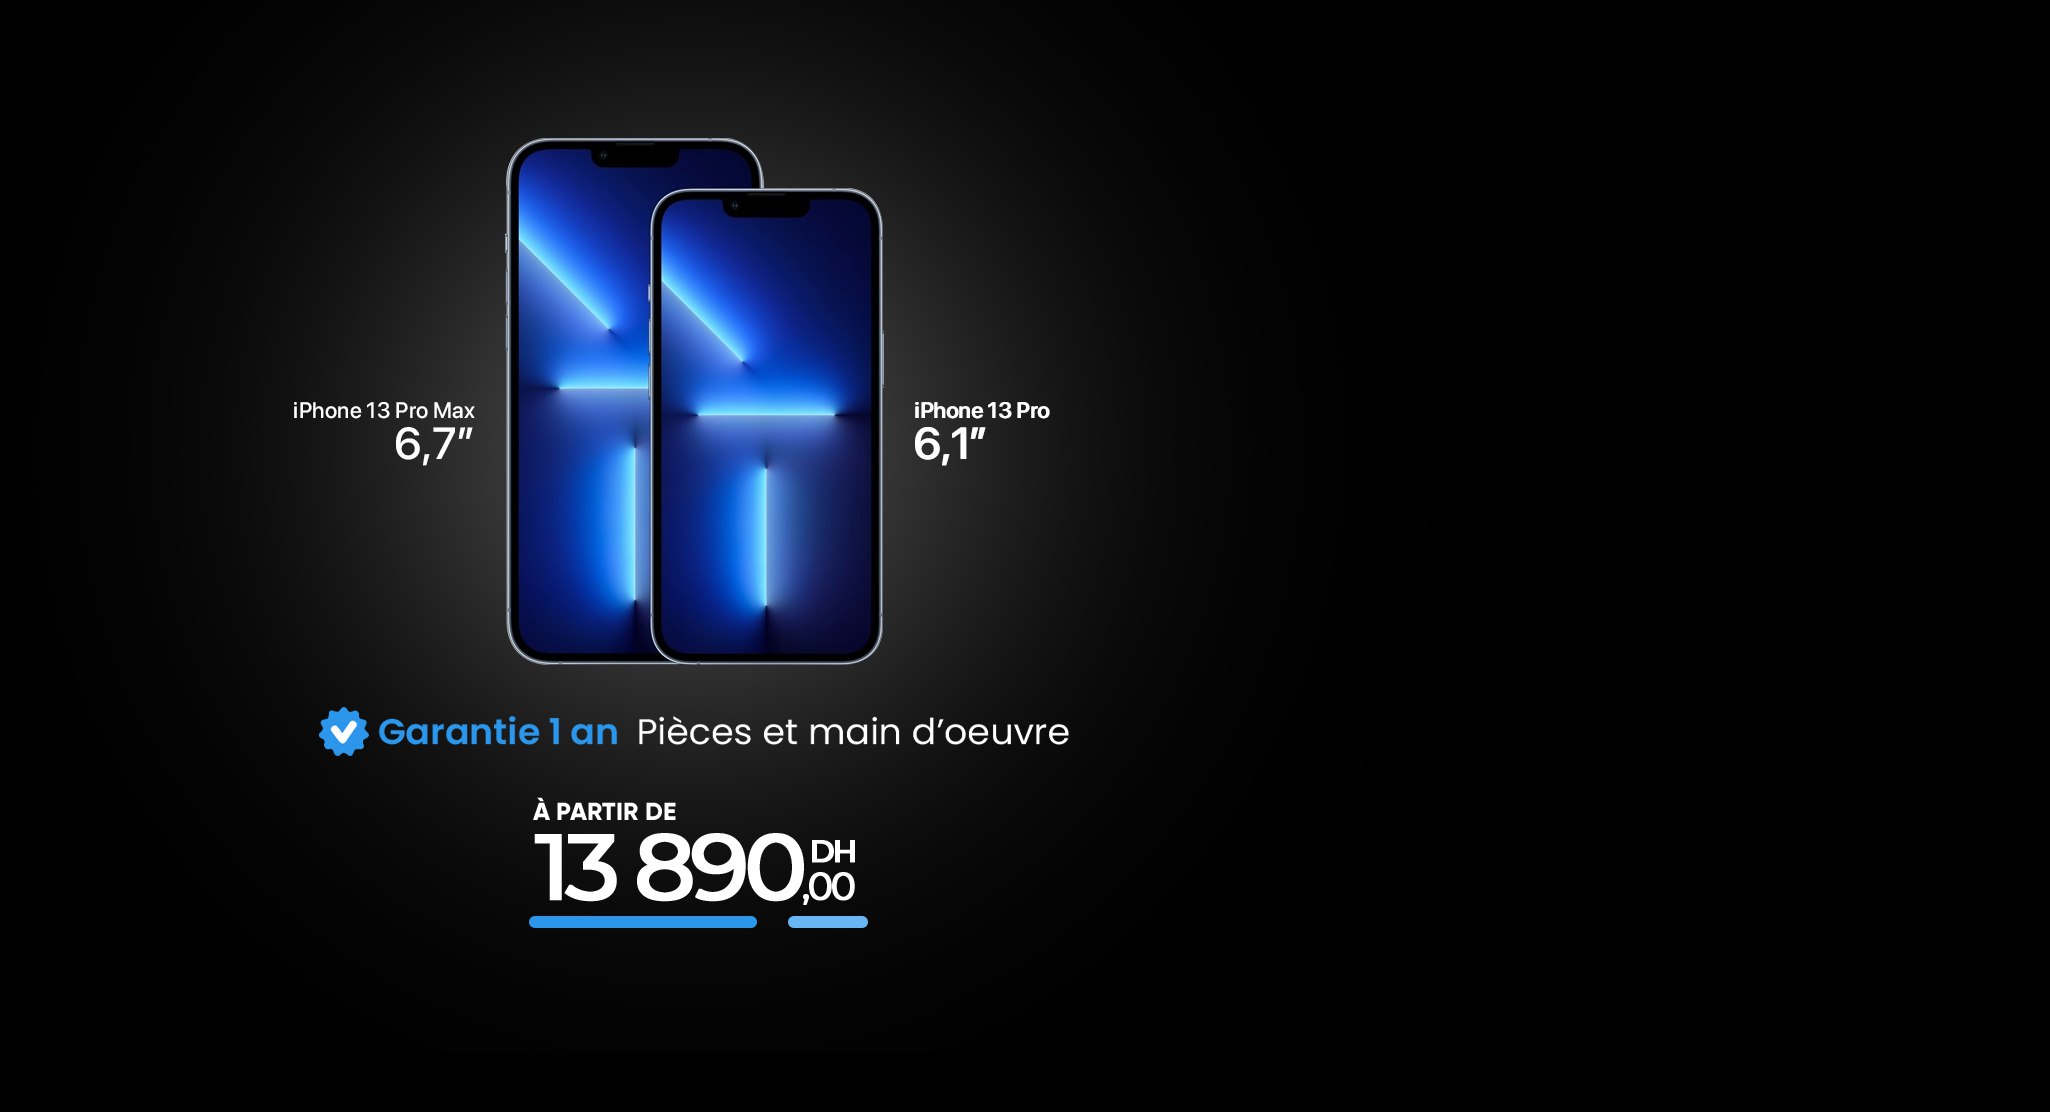 iPhone 13 Pro Max
6,7”
iPhone 13 Pro
6,1”
Garantie 1 an Pièces et main d’oeuvre
À PARTIR DE
13 890,00 DH